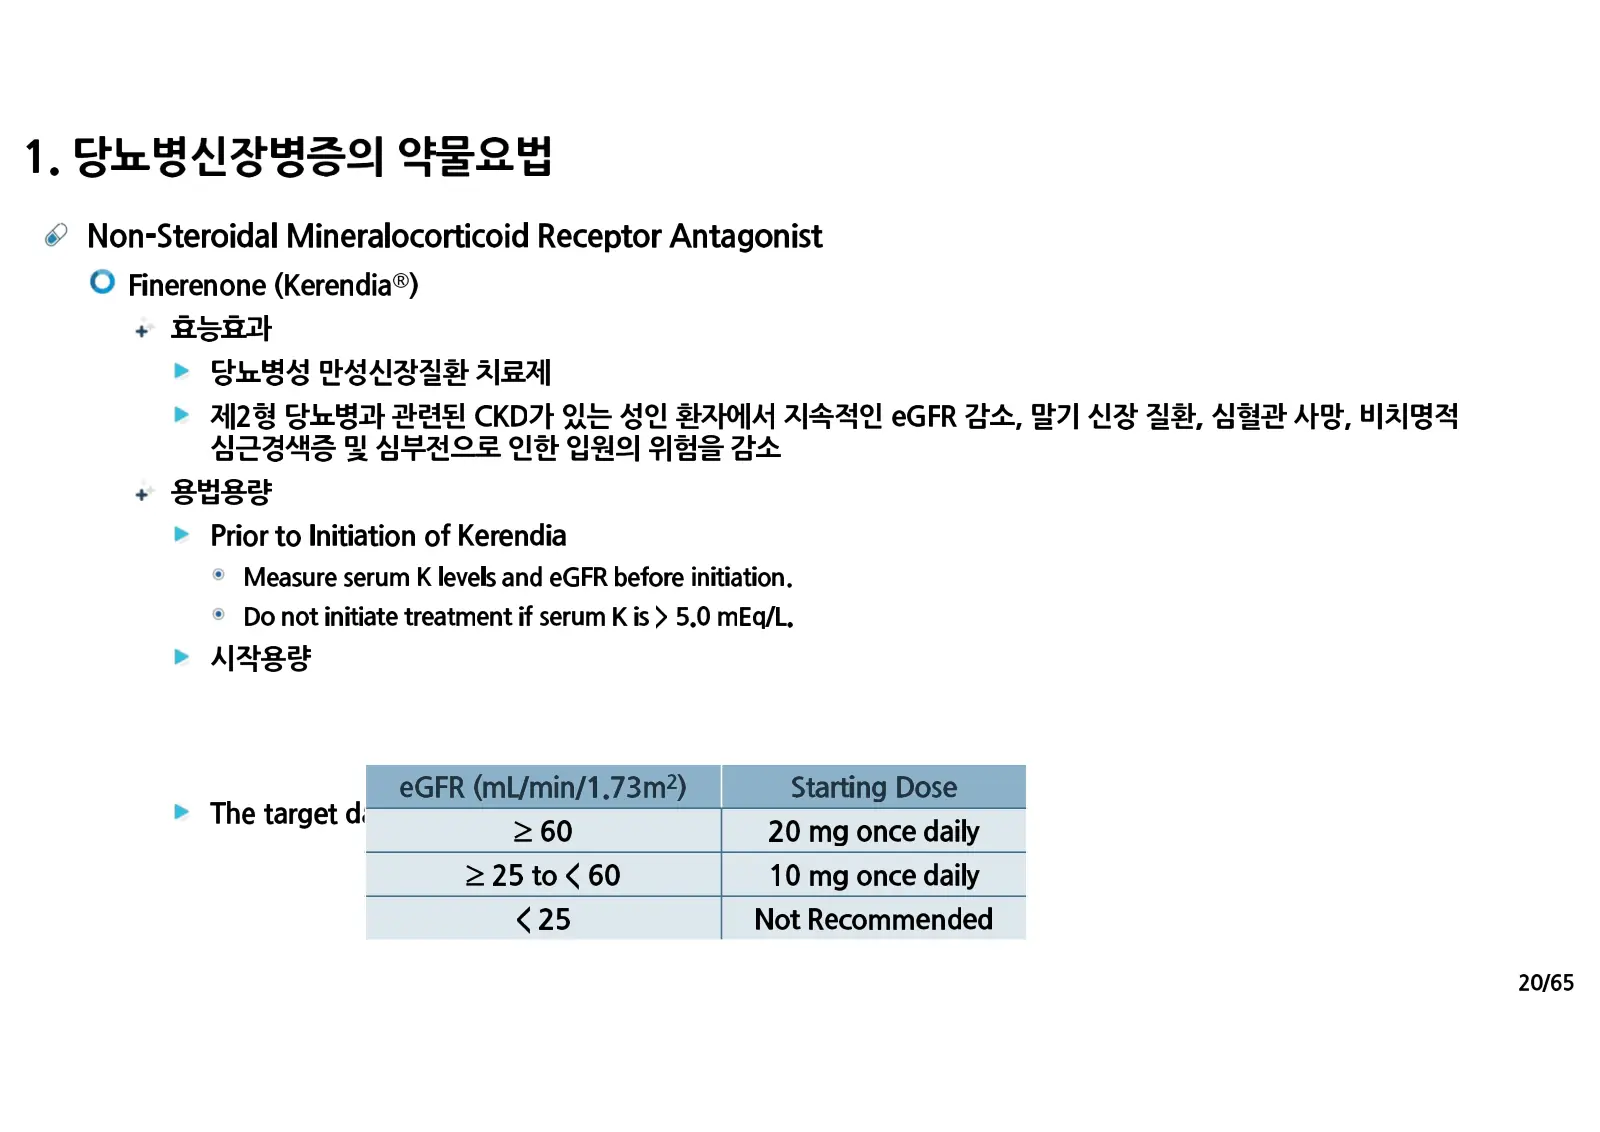 1. 당뇨병신장병증의 약물요법
Non-Steroidal Mineralocorticoid Receptor Antagonist
Finerenone (Kerendia®)
효능효과
당뇨병성 만성신장질환 치료제
제2형 당뇨병과 관련된 CKD가 있는 성인 환자에서 지속적인 eGFR 감소, 말기 신장 질환, 심혈관 사망, 비치명적
심근경색증 및 심부전으로 인한 입원의 위험을 감소
용법용량
Prior to Initiation of Kerendia
Measure serum K levels and eGFR before initiation.
Do not initiate treatment if serum K is > 5.0 mEq/L.
시작용량
The target
eGFR (mL/min/1.73m²) Starting Dose
≥ 60 20 mg once daily
≥ 25 to < 60 10 mg once daily
< 25 Not Recommended
20/65